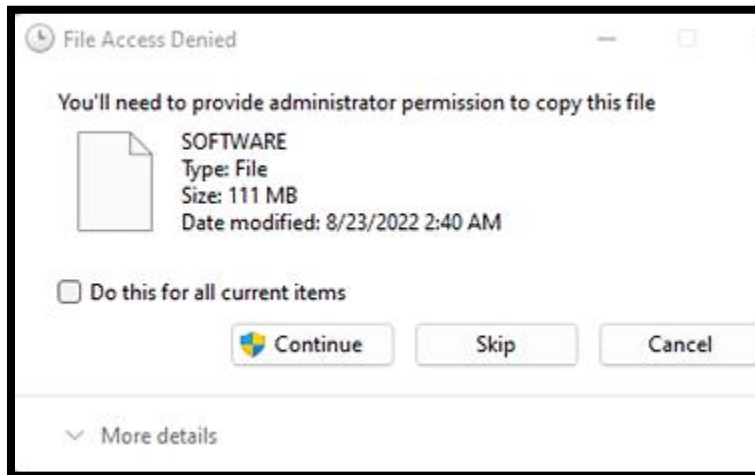 File Access Denied
You'll need to provide administrator permission to copy this file
SOFTWARE
Type: File
Size: 111 MB
Date modified: 8/23/2022 2:40 AM
Do this for all current items
Continue
Skip
Cancel
More details